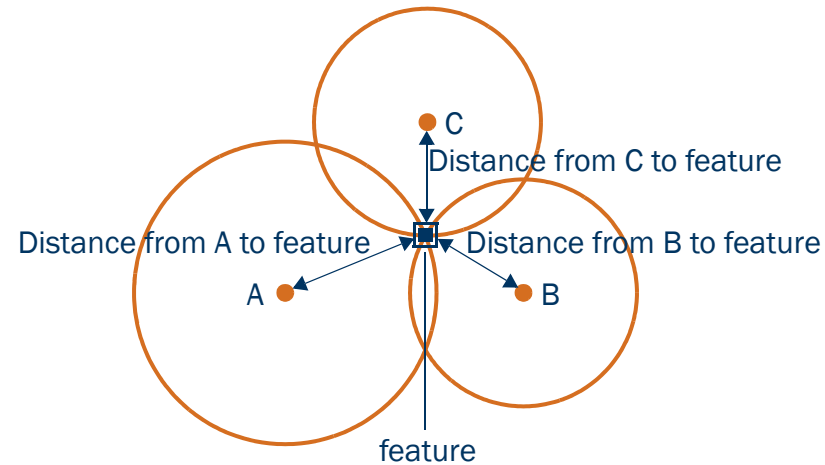 C
Distance from C to feature
Distance from A to feature
Distance from B to feature
A
B
feature